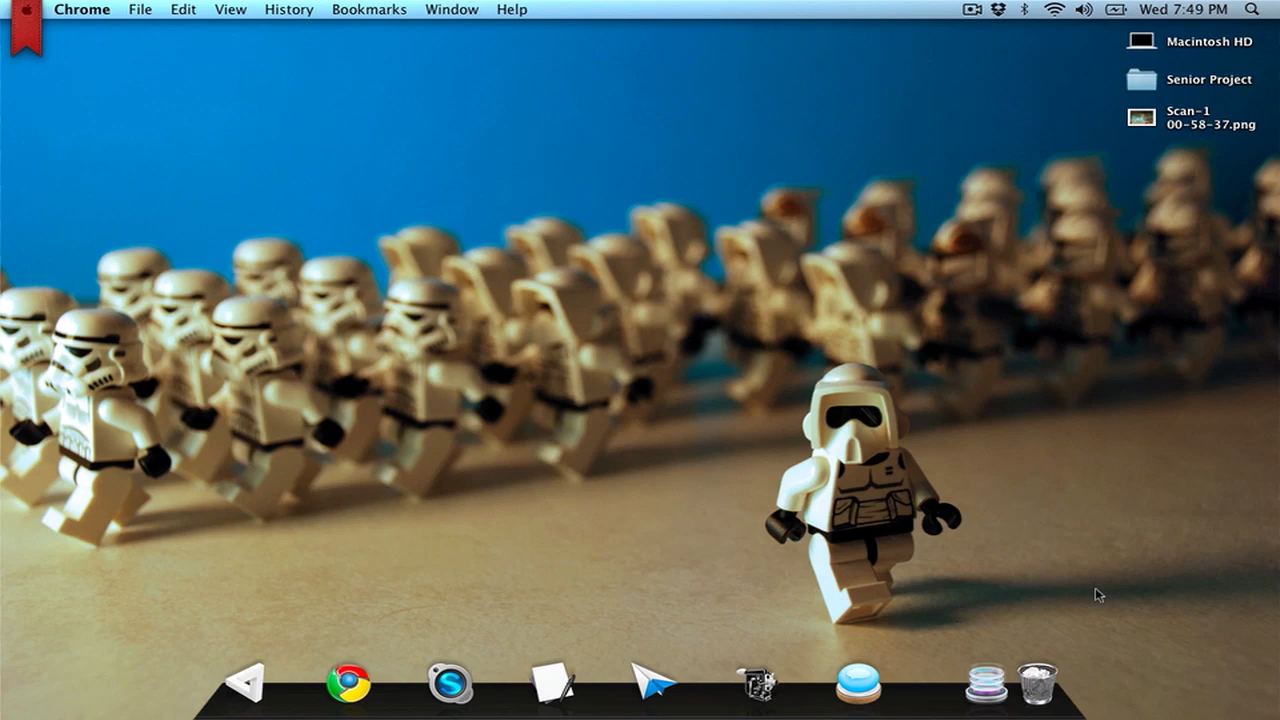 Chrome File Edit View History Bookmarks Window Help Wed 7:49 PM
Macintosh HD
Senior Project
Scan-1
00-58-37.png